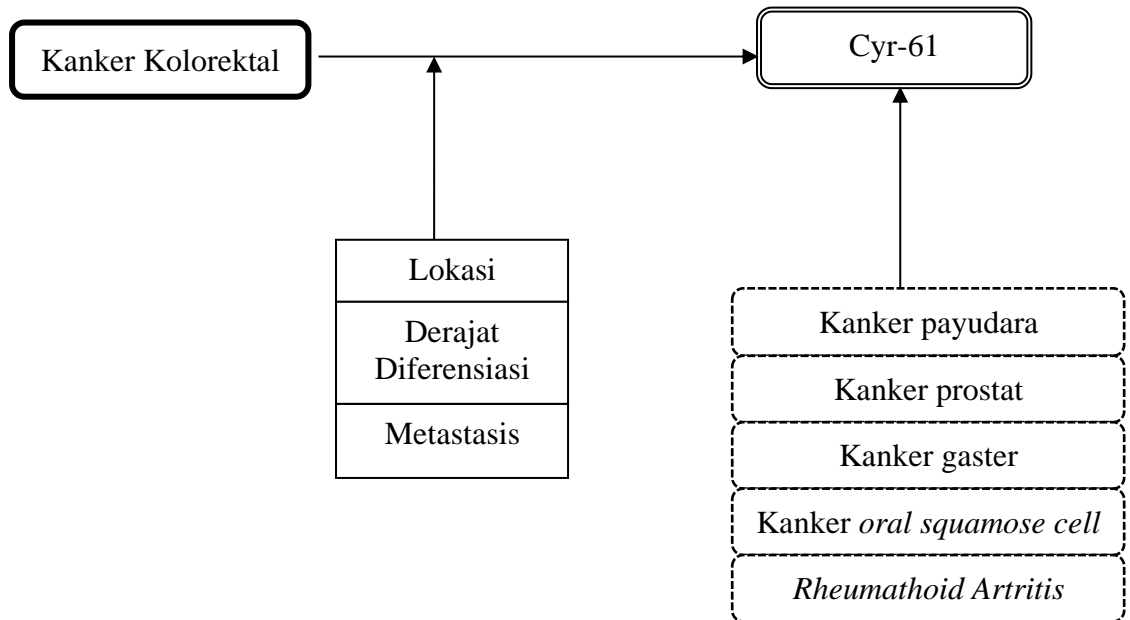 Kanker Kolorektal
Cyr-61
Lokasi
Derajat
Diferensiasi
Metastasis
Kanker payudara
Kanker prostat
Kanker gaster
Kanker oral squamose cell
Rheumathoid Artritis